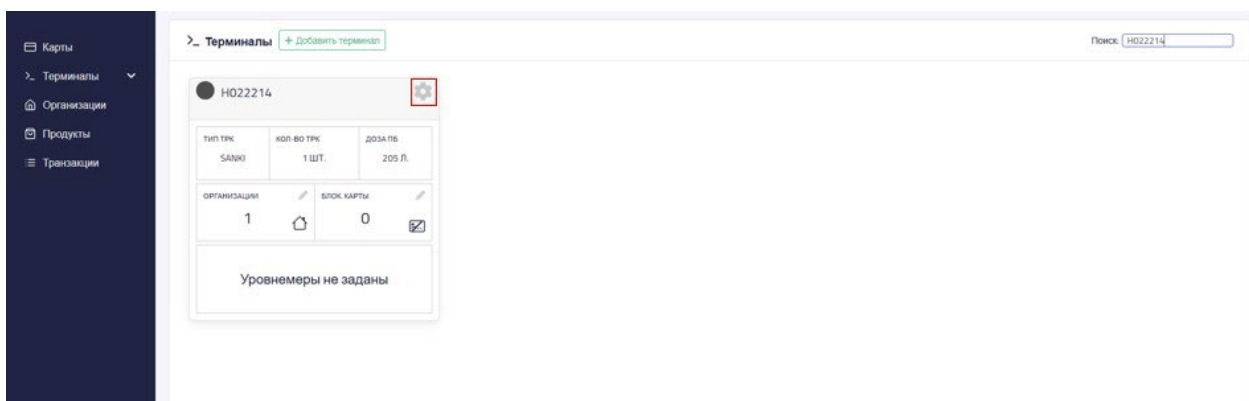 Карты
Терминалы
Организации
Продукты
Транзакции
>_ Терминалы + Добавить терминал Поиск: H022214
H022214
ТИП ТРК КОЛ-ВО ТРК ДОЗА ПБ
SANKI 1 ШТ. 205 Л.
ОРГАНИЗАЦИИ БЛОК. КАРТЫ
1 0
Уровнемеры не заданы